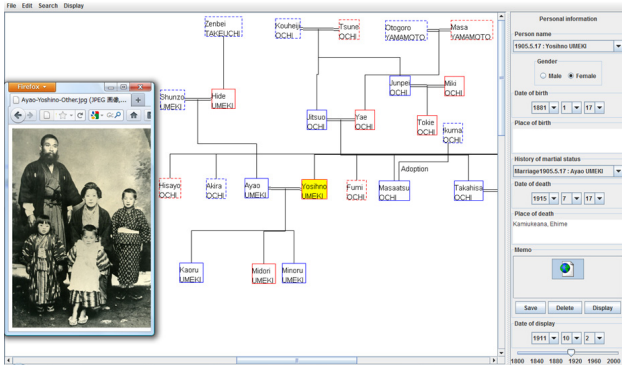 File Edit Search Display
Zenbei
TAKEUCHI
Kouheiji
OCHI
Tsune
OCHI
Otogoro
YAMAMOTO
Masa
YAMAMOTO
Shunzo
UMEKI
Hide
UMEKI
Junpei
OCHI
Miki
OCHI
Jitsuo
OCHI
Yae
OCHI
Tokie
OCHI
Ikuma
OCHI
Adoption
Hisayo
OCHI
Akira
OCHI
Ayao
UMEKI
Yosihno
UMEKI
Fumi
OCHI
Masaatsu
OCHI
Takahisa
OCHI
Kaoru
UMEKI
Midori
UMEKI
Minoru
UMEKI
Firefox
Ayao-Yoshino-Other.jpg (JPEG 画像,...
Personal information
Person name
1905.5.17 : Yosihno UMEKI
Gender
Male Female
Date of birth
1881 1 17
Place of birth
History of martial status
Marriage1905.5.17 : Ayao UMEKI
Date of death
1915 7 17
Place of death
Kamiukeana, Ehime
Memo
Save Delete Display
Date of display
1911 10 2
1800 1840 1880 1920 1960 2000